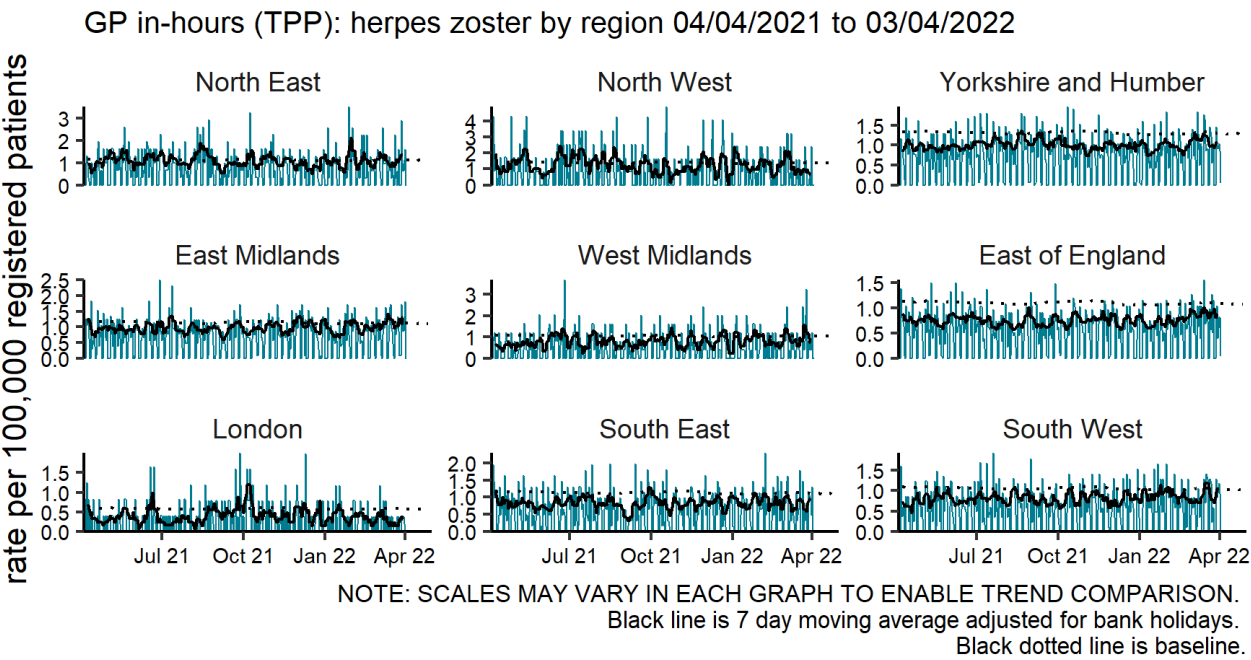 GP in-hours (TPP): herpes zoster by region 04/04/2021 to 03/04/2022
rate per 100,000 registered patients
North East
3
2
1
0
North West
4
3
2
1
0
Yorkshire and Humber
1.5
1.0
0.5
0.0
East Midlands
2.5
2.0
1.5
1.0
0.5
0.0
West Midlands
3
2
1
0
East of England
1.5
1.0
0.5
0.0
London
1.5
1.0
0.5
0.0
South East
2.0
1.5
1.0
0.5
0.0
South West
1.5
1.0
0.5
0.0
Jul 21 Oct 21 Jan 22 Apr 22
Jul 21 Oct 21 Jan 22 Apr 22
Jul 21 Oct 21 Jan 22 Apr 22
NOTE: SCALES MAY VARY IN EACH GRAPH TO ENABLE TREND COMPARISON.
Black line is 7 day moving average adjusted for bank holidays.
Black dotted line is baseline.